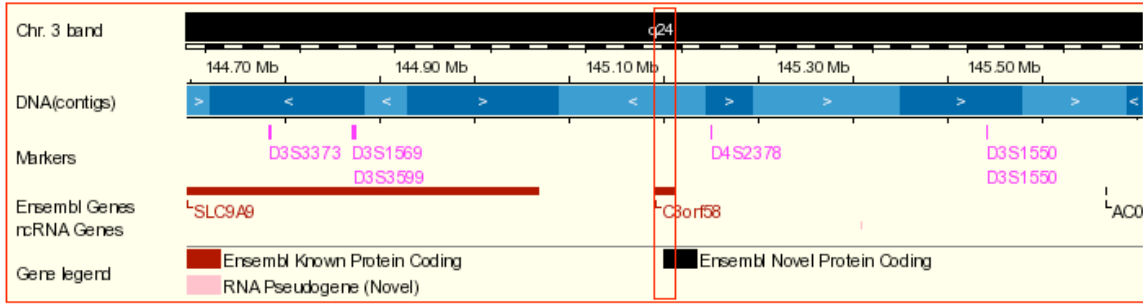 Chr. 3 band q24
144.70 Mb 144.90 Mb 145.10 Mb 145.30 Mb 145.50 Mb
DNA(contigs) > < < > < > > > > <
Markers
D3S3373 D3S1569 D4S2378 D3S1550
D3S3599 D3S1550
Ensembl Genes SLC9A9 C3orf58 AC0
ncRNA Genes
Gene legend
Ensembl Known Protein Coding Ensembl Novel Protein Coding
RNA Pseudogene (Novel)